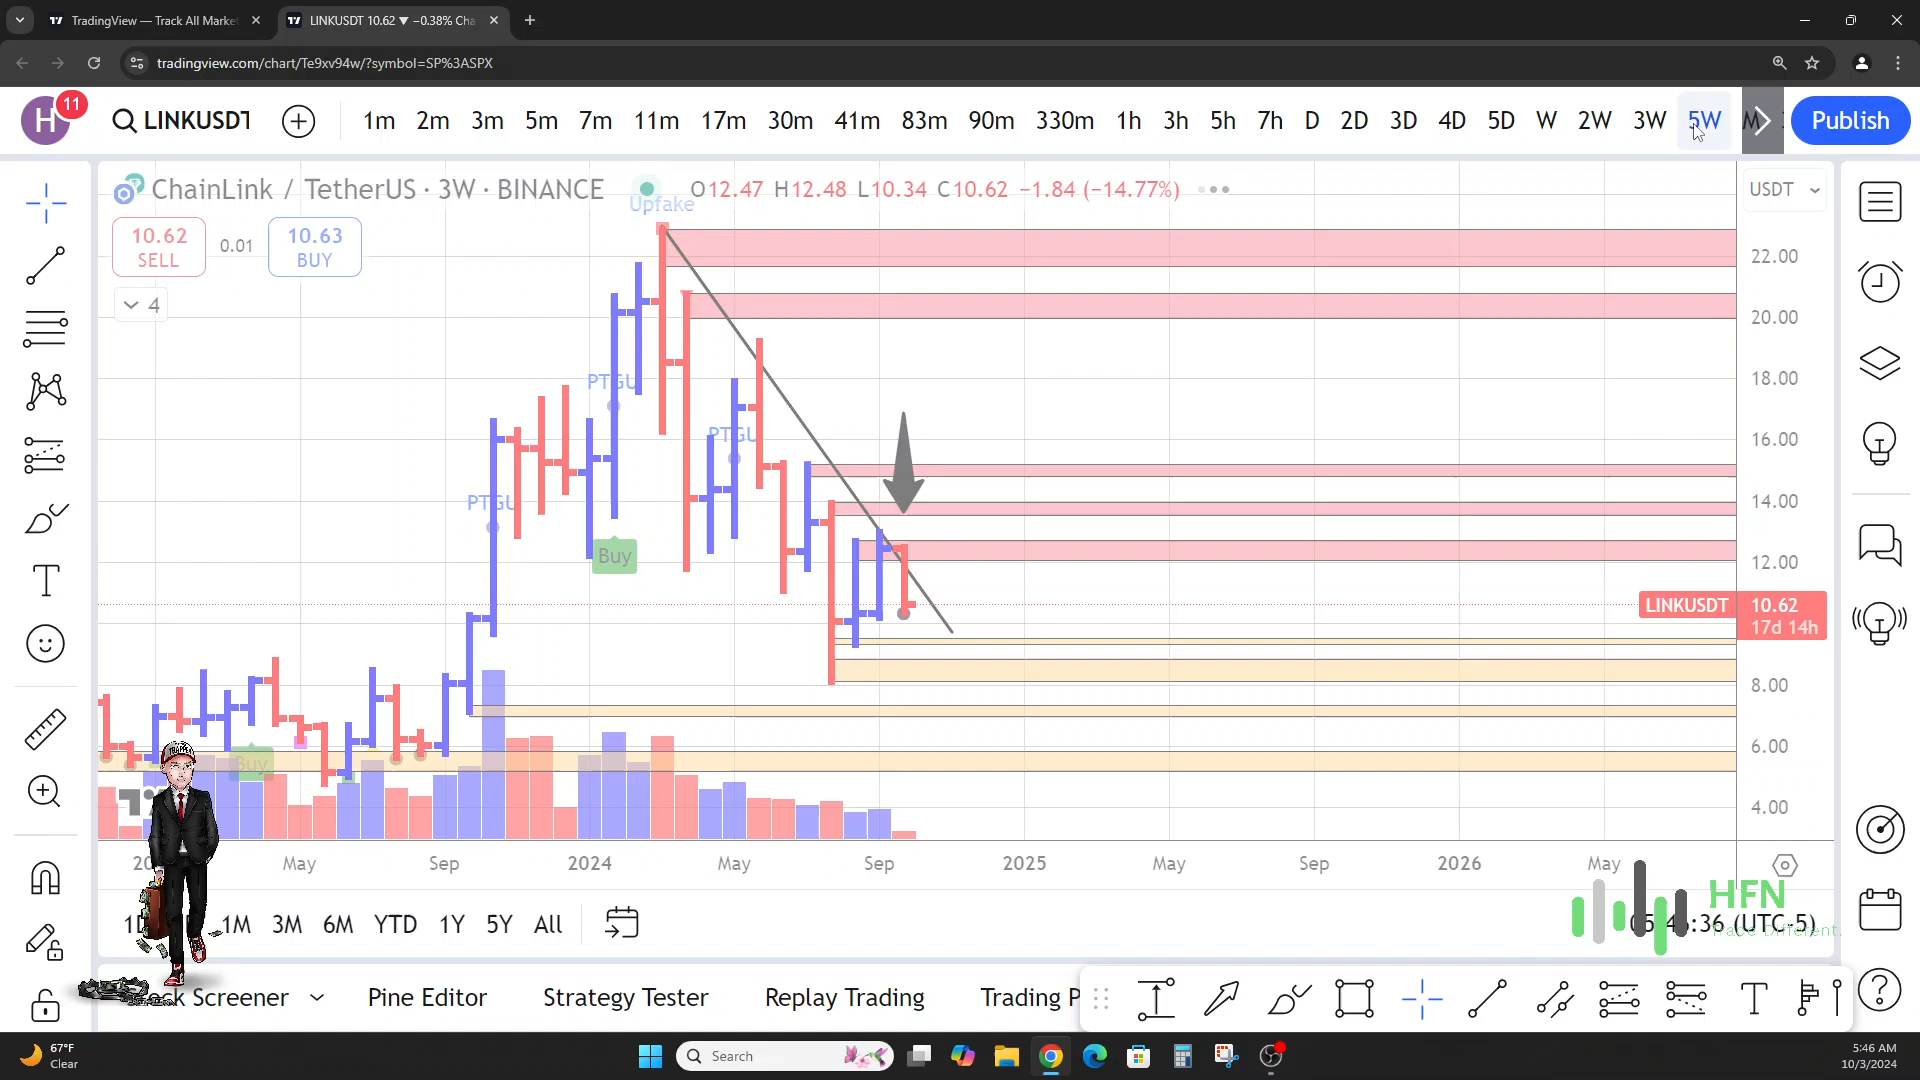 TradingView — Track All Marke
LINKUSDT 10.62 ▼ −0.38% Cha
tradingview.com/chart/Te9xv94w/?symbol=SP%3ASPX
H
11
LINKUSDT
1m 2m 3m 5m 7m 11m 17m 30m 41m 83m 90m 330m 1h 3h 5h 7h D 2D 3D 4D 5D W 2W 3W 5W M
Publish
ChainLink / TetherUS · 3W · BINANCE
O12.47 H12.48 L10.34 C10.62 −1.84 (−14.77%)
USDT
Upfake
10.62
SELL
0.01
10.63
BUY
4
22.00
20.00
PTGU
18.00
PTGU
16.00
PTGU
14.00
Buy
12.00
LINKUSDT
10.62
17d 14h
8.00
6.00
Buy
TRAPPER
4.00
May Sep 2024 May Sep 2025 May Sep 2026 May
HFN
Trade Different.
1D 1M 3M 6M YTD 1Y 5Y All
:36 (UTC-5)
Screener
Pine Editor
Strategy Tester
Replay Trading
Trading P
67°F
Clear
Search
5:46 AM
10/3/2024